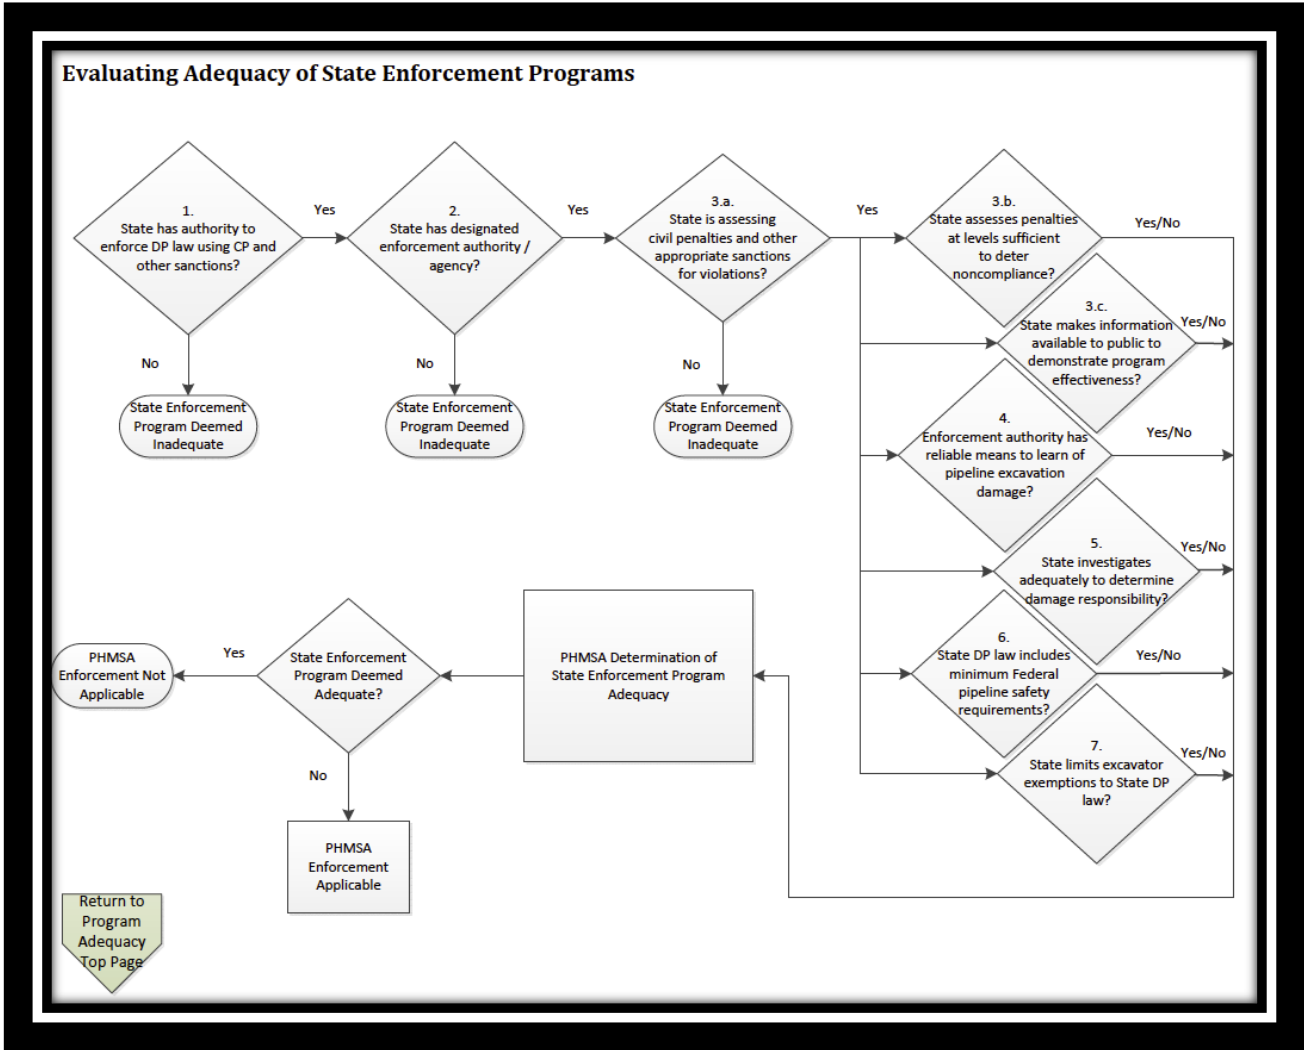 Evaluating Adequacy of State Enforcement Programs
1.
State has authority to
enforce DP law using CP and
other sanctions?
Yes
No
State Enforcement
Program Deemed
Inadequate
2.
State has designated
enforcement authority /
agency?
Yes
No
State Enforcement
Program Deemed
Inadequate
3.a.
State is assessing
civil penalties and other
appropriate sanctions
for violations?
Yes
No
State Enforcement
Program Deemed
Inadequate
3.b.
State assesses penalties
at levels sufficient
to deter
noncompliance?
Yes/No
3.c.
State makes information
available to public to
demonstrate program
effectiveness?
Yes/No
4.
Enforcement authority has
reliable means to learn of
pipeline excavation
damage?
Yes/No
5.
State investigates
adequately to determine
damage responsibility?
Yes/No
6.
State DP law includes
minimum Federal
pipeline safety
requirements?
Yes/No
7.
State limits excavator
exemptions to State DP
law?
Yes/No
PHMSA Determination of
State Enforcement Program
Adequacy
State Enforcement
Program Deemed
Adequate?
Yes
PHMSA
Enforcement Not
Applicable
No
PHMSA
Enforcement
Applicable
Return to
Program
Adequacy
Top Page